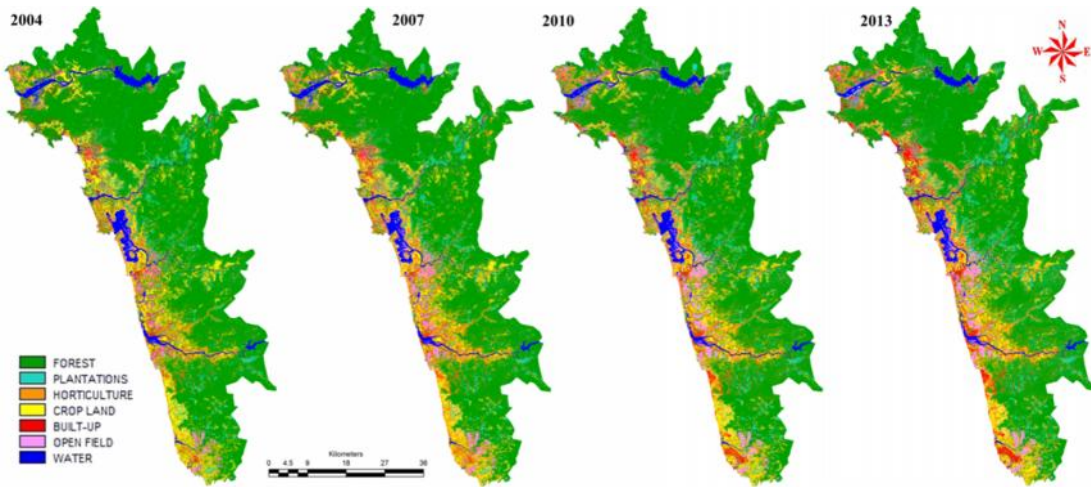 2004
2007
2010
2013
N
W E
S
FOREST
PLANTATIONS
HORTICULTURE
CROP LAND
BUILT-UP
OPEN FIELD
WATER
Kilometers
0 4.5 9 18 27 36